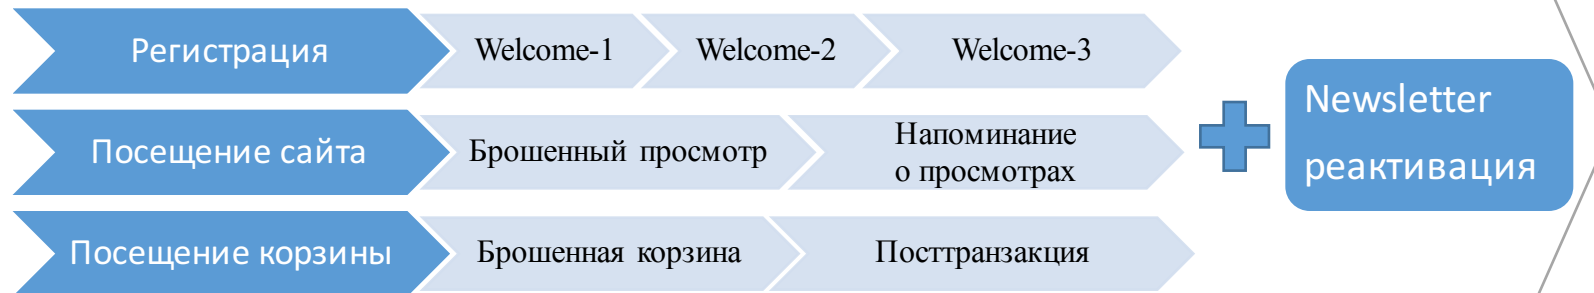 Регистрация
Welcome-1
Welcome-2
Welcome-3
Посещение сайта
Брошенный просмотр
Напоминание
о просмотрах
Посещение корзины
Брошенная корзина
Посттранзакция
Newsletter
реактивация